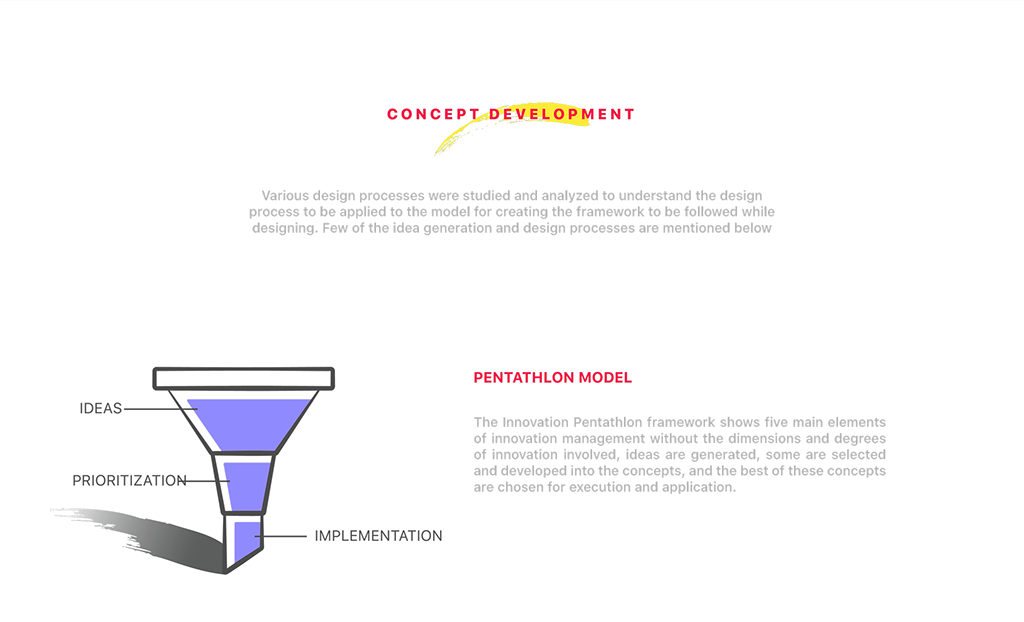 CONCEPT DEVELOPMENT
Various design processes were studied and analyzed to understand the design
process to be applied to the model for creating the framework to be followed while
designing. Few of the idea generation and design processes are mentioned below
IDEAS
PRIORITIZATION
IMPLEMENTATION
PENTATHLON MODEL
The Innovation Pentathlon framework shows five main elements
of innovation management without the dimensions and degrees
of innovation involved, ideas are generated, some are selected
and developed into the concepts, and the best of these concepts
are chosen for execution and application.